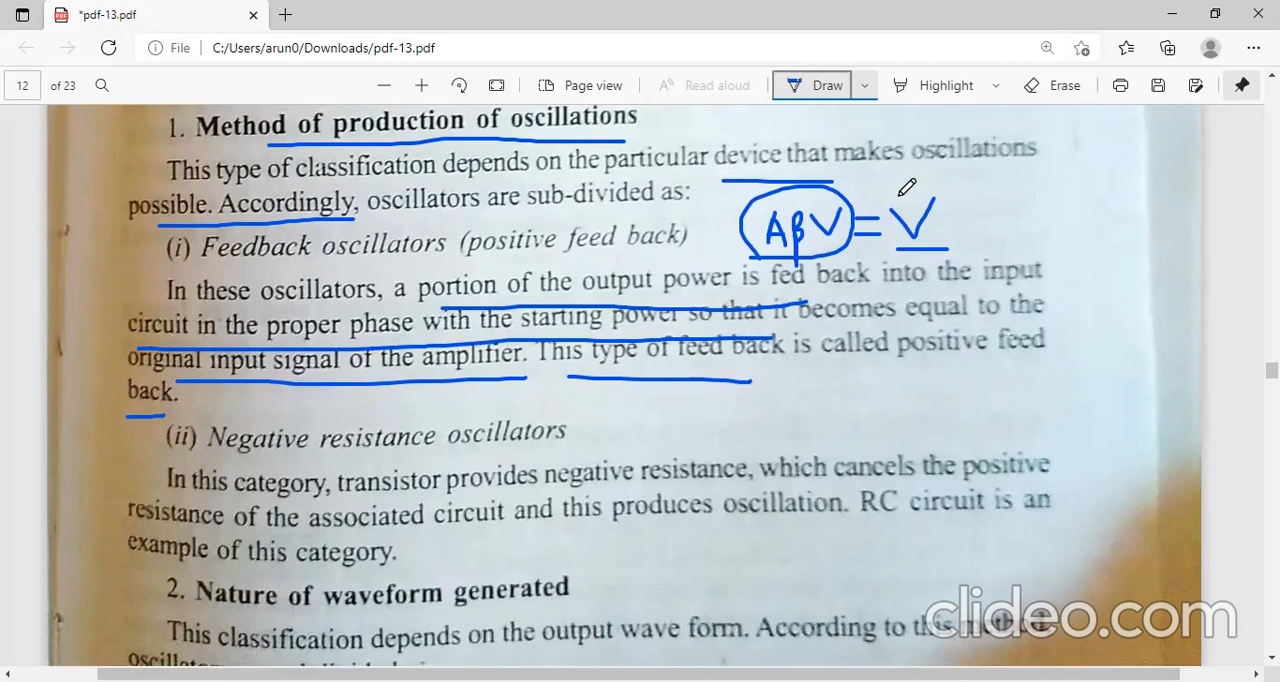 *pdf-13.pdf
File C:/Users/arun0/Downloads/pdf-13.pdf
12 of 23 Page view Read aloud Draw Highlight Erase
1. Method of production of oscillations
This type of classification depends on the particular device that makes oscillations
possible. Accordingly, oscillators are sub-divided as:
AβV = V
(i) Feedback oscillators (positive feed back)
In these oscillators, a portion of the output power is fed back into the input
circuit in the proper phase with the starting power so that it becomes equal to the
original input signal of the amplifier. This type of feed back is called positive feed
back.
(ii) Negative resistance oscillators
In this category, transistor provides negative resistance, which cancels the positive
resistance of the associated circuit and this produces oscillation. RC circuit is an
example of this category.
2. Nature of waveform generated
This classification depends on the output wave form. According to this method
clideo.com